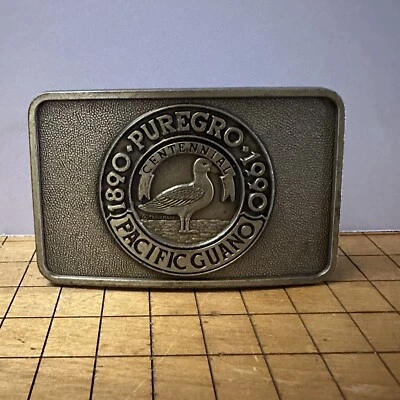 1890 • PUREGRO • 1990
CENTENNIAL
PACIFIC GUANO